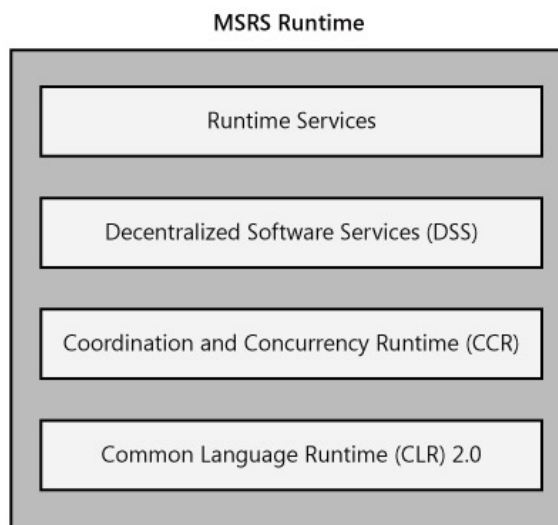 MSRS Runtime
Runtime Services
Decentralized Software Services (DSS)
Coordination and Concurrency Runtime (CCR)
Common Language Runtime (CLR) 2.0